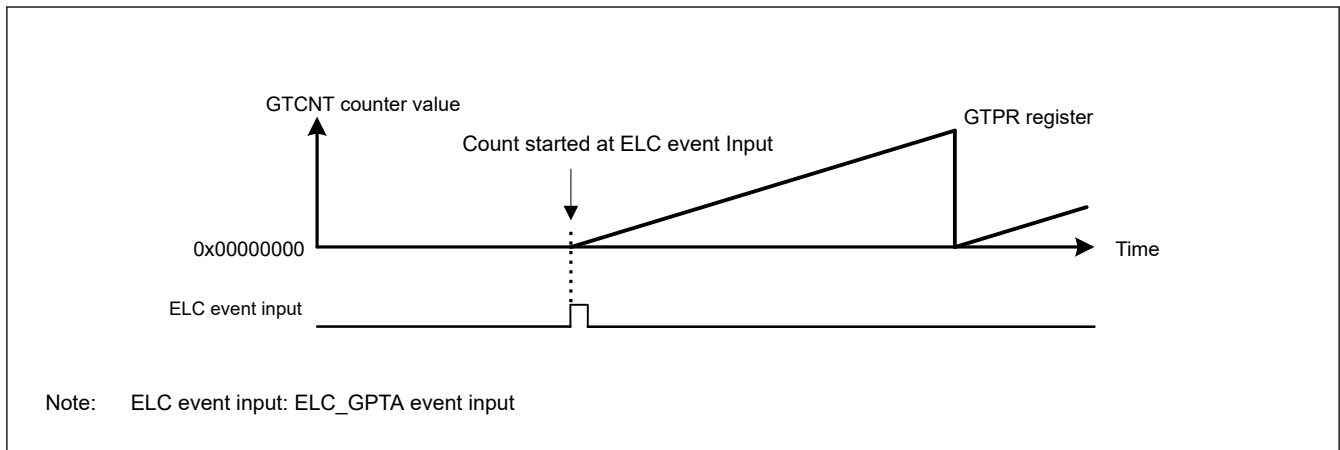 GTCNT counter value
GTPR register
Count started at ELC event Input
0x00000000
Time
ELC event input
Note: ELC event input: ELC_GPTA event input